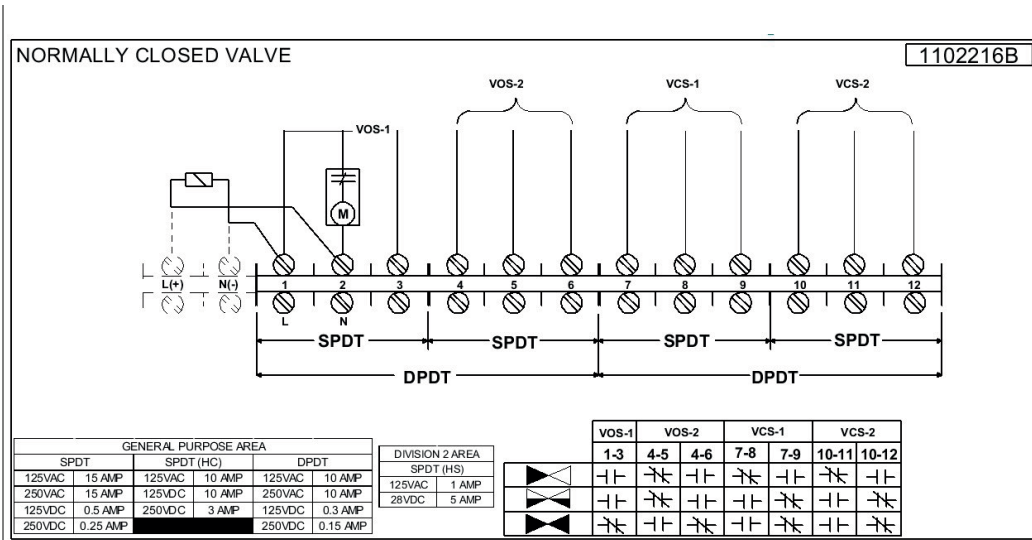 NORMALLY CLOSED VALVE
1102216B
VOS-2 VCS-1 VCS-2
VOS-1
M
L(+) N(-) 1 2 3 4 5 6 7 8 9 10 11 12
L N
SPDT SPDT SPDT SPDT
DPDT DPDT
GENERAL PURPOSE AREA
SPDT SPDT (HC) DPDT
125VAC 15 AMP 125VAC 10 AMP 125VAC 10 AMP
250VAC 15 AMP 125VDC 10 AMP 250VAC 10 AMP
125VDC 0.5 AMP 250VDC 3 AMP 125VDC 0.3 AMP
250VDC 0.25 AMP 250VDC 0.15 AMP
DIVISION 2 AREA
SPDT (HS)
125VAC 1 AMP
28VDC 5 AMP
VOS-1 VOS-2 VCS-1 VCS-2
1-3 4-5 4-6 7-8 7-9 10-11 10-12